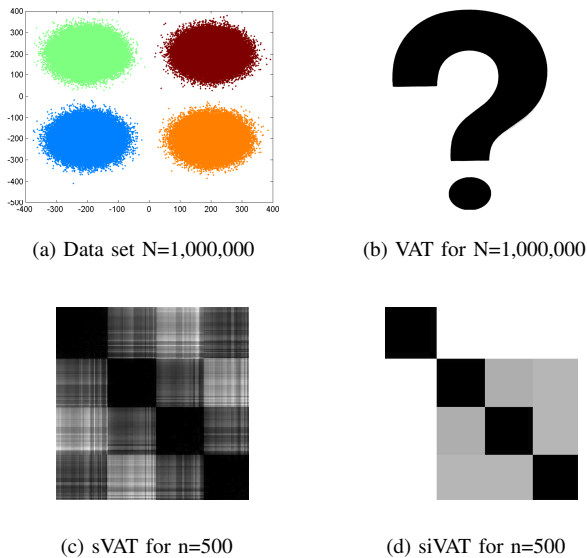 400
300
200
100
0
-100
-200
-300
-400
-500
-400 -300 -200 -100 0 100 200 300 400
?
(a) Data set N=1,000,000
(b) VAT for N=1,000,000
(c) sVAT for n=500
(d) siVAT for n=500